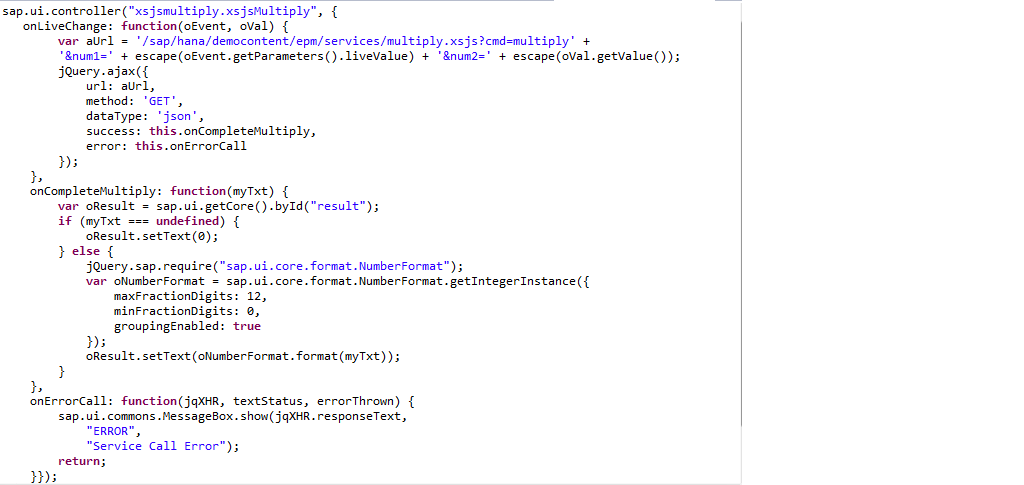 sap.ui.controller("xsjsmultiply.xsjsMultiply", {
onLiveChange: function(oEvent, oVal) {
var aUrl = '/sap/hana/democontent/epm/services/multiply.xsjs?cmd=multiply' +
'&num1=' + escape(oEvent.getParameters().liveValue) + '&num2=' + escape(oVal.getValue());
jQuery.ajax({
url: aUrl,
method: 'GET',
dataType: 'json',
success: this.onCompleteMultiply,
error: this.onErrorCall
});
},
onCompleteMultiply: function(myTxt) {
var oResult = sap.ui.getCore().byId("result");
if (myTxt === undefined) {
oResult.setText(0);
} else {
jQuery.sap.require("sap.ui.core.format.NumberFormat");
var oNumberFormat = sap.ui.core.format.NumberFormat.getIntegerInstance({
maxFractionDigits: 12,
minFractionDigits: 0,
groupingEnabled: true
});
oResult.setText(oNumberFormat.format(myTxt));
}
},
onErrorCall: function(jqXHR, textStatus, errorThrown) {
sap.ui.commons.MessageBox.show(jqXHR.responseText,
"ERROR",
"Service Call Error");
return;
}});